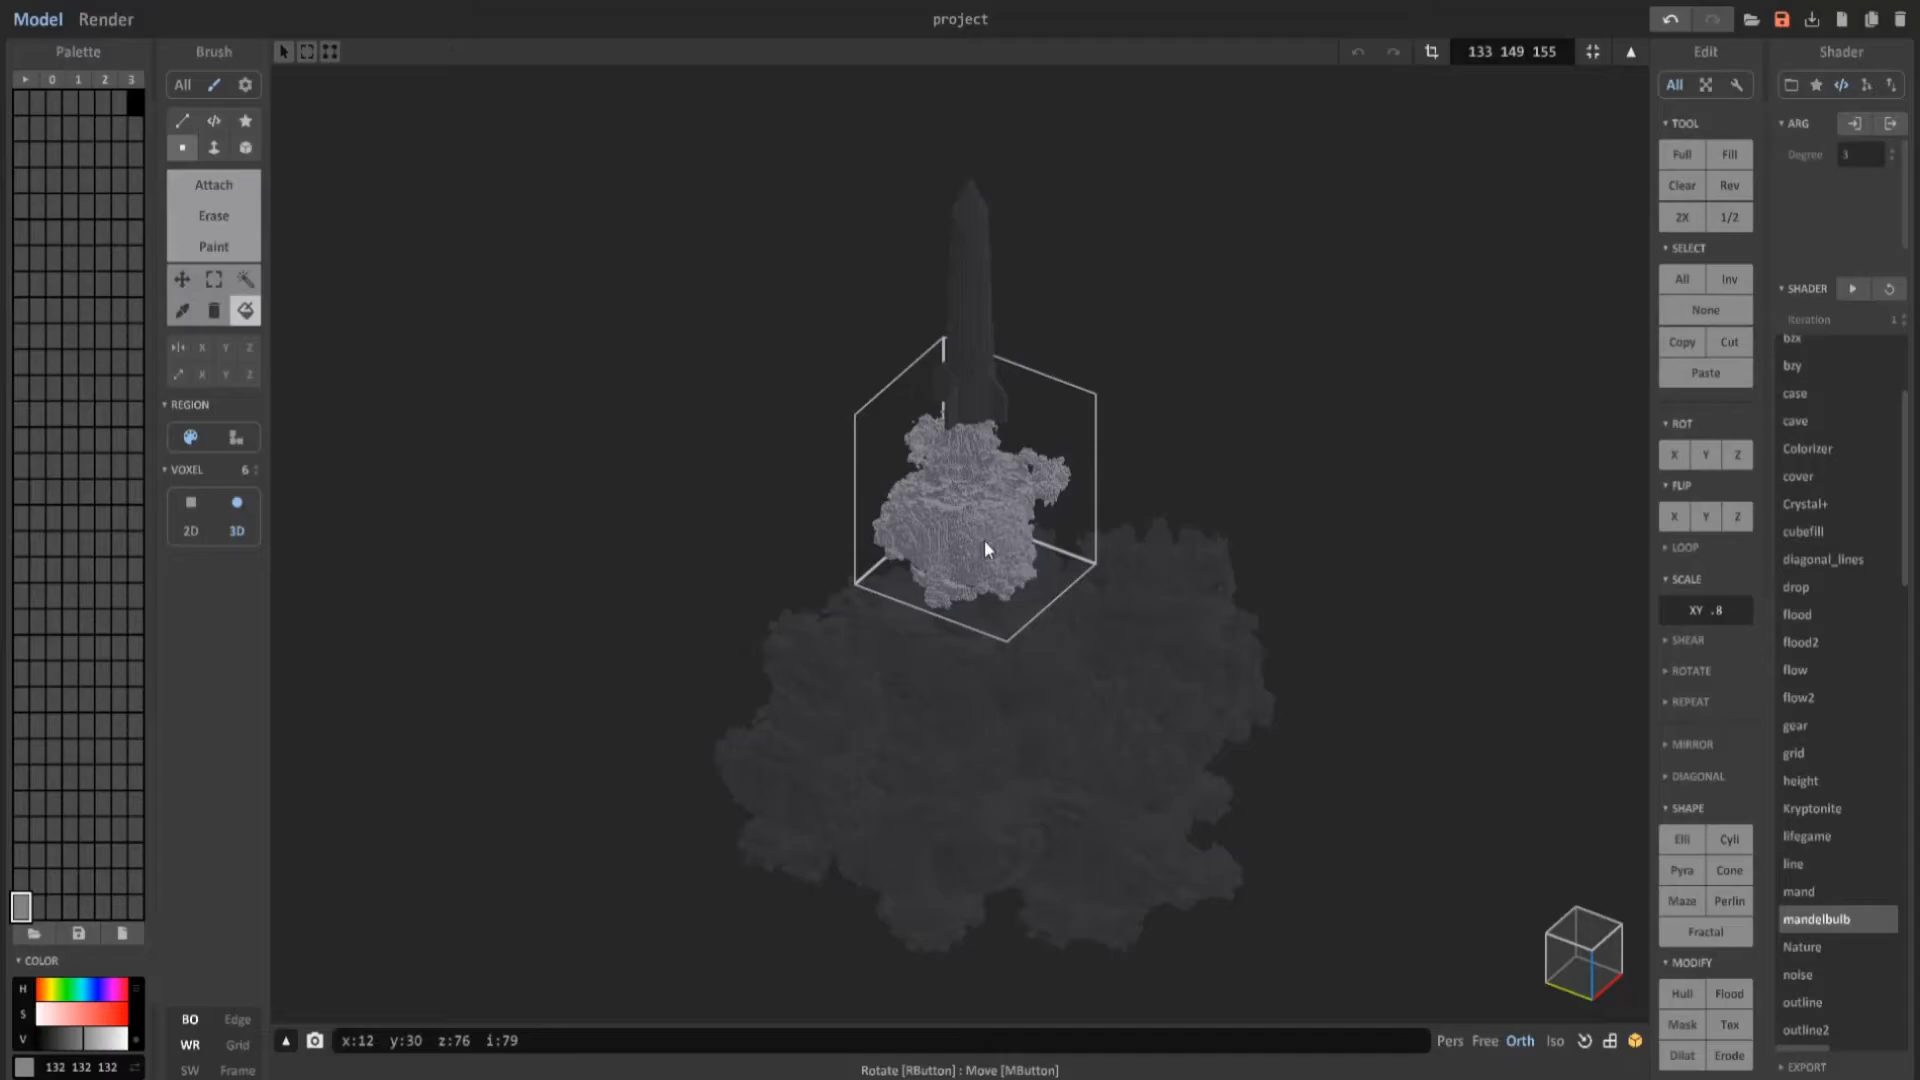 Model Render project
Palette Brush 133 149 155 Edit Shader
0 1 2 3
All
All
TOOL
ARG
Full Fill
Degree 3
Clear Rev
2X 1/2
Attach
Erase
Paint
SELECT
All Inv
None
Copy Cut
Paste
SHADER
Iteration 1
bzx
bzy
case
cave
Colorizer
cover
Crystal+
cubefill
diagonal_lines
drop
flood
flood2
flow
flow2
gear
grid
height
Kryptonite
lifegame
line
mand
mandelbulb
Nature
noise
outline
outline2
EXPORT
X Y Z
X Y Z
REGION
VOXEL 6
2D 3D
ROT
X Y Z
FLIP
X Y Z
LOOP
SCALE
XY .8
SHEAR
ROTATE
REPEAT
MIRROR
DIAGONAL
SHAPE
Elli Cyli
Pyra Cone
Maze Perlin
Fractal
MODIFY
Hull Flood
Mask Tex
Dilat Erode
COLOR
H
S
V
132 132 132
BO Edge
WR Grid
SW Frame
x:12 y:30 z:76 i:79
Pers Free Orth Iso
Rotate [RButton] : Move [MButton]